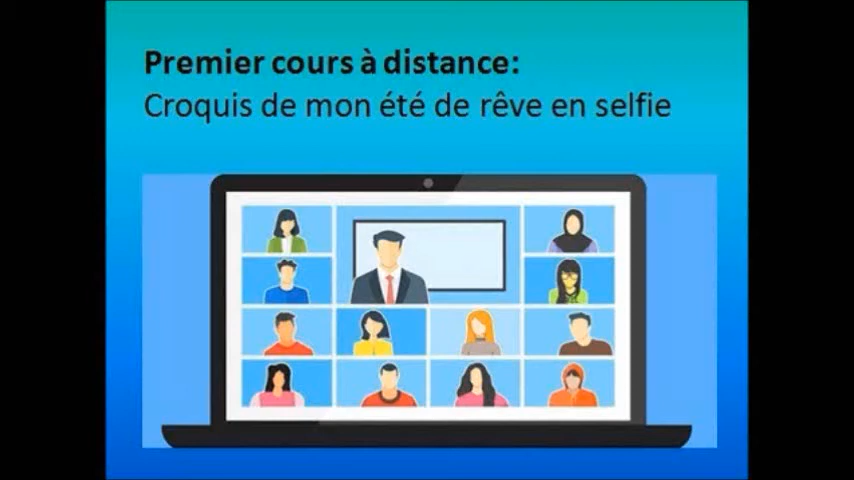 Premier cours à distance:
Croquis de mon été de rêve en selfie